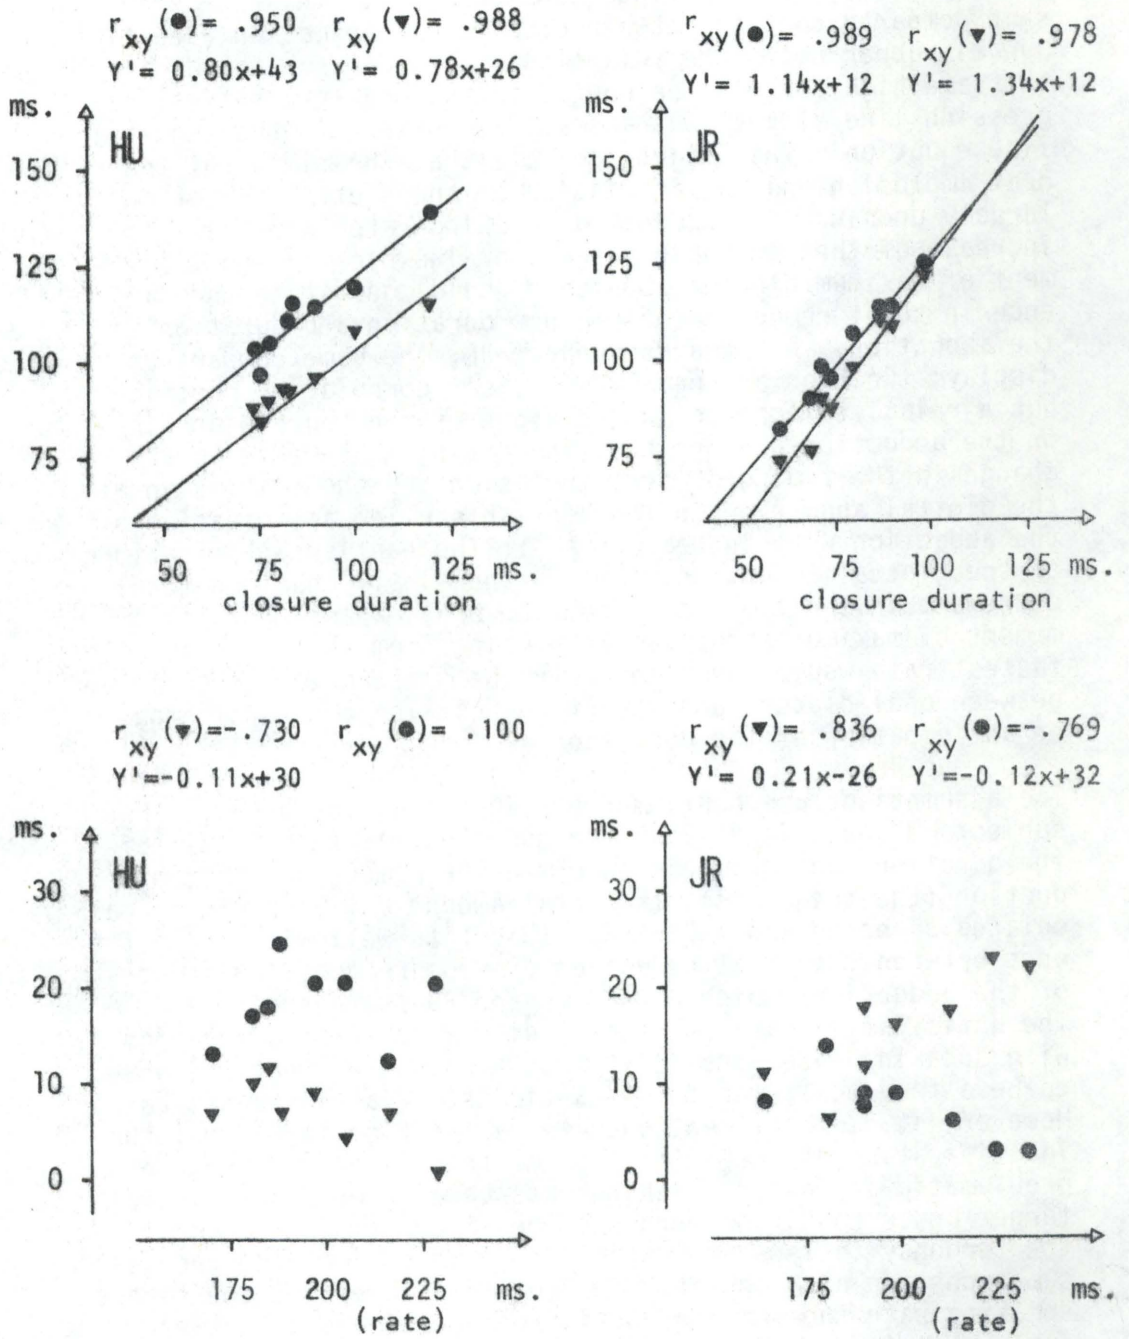 r xy (●)= .950 r xy (▼)= .988
Y'= 0.80x+43 Y'= 0.78x+26
ms.
HU
150
125
100
75
50 75 100 125 ms.
closure duration
r xy (●)= .989 r xy (▼)= .978
Y'= 1.14x+12 Y'= 1.34x+12
ms.
JR
150
125
100
75
50 75 100 125 ms.
closure duration
r xy (▼)=-.730 r xy (●)= .100
Y'=-0.11x+30
ms.
HU
30
20
10
0
175 200 225 ms.
(rate)
r xy (▼)= .836 r xy (●)=-.769
Y'= 0.21x-26 Y'=-0.12x+32
ms.
JR
30
20
10
0
175 200 225 ms.
(rate)